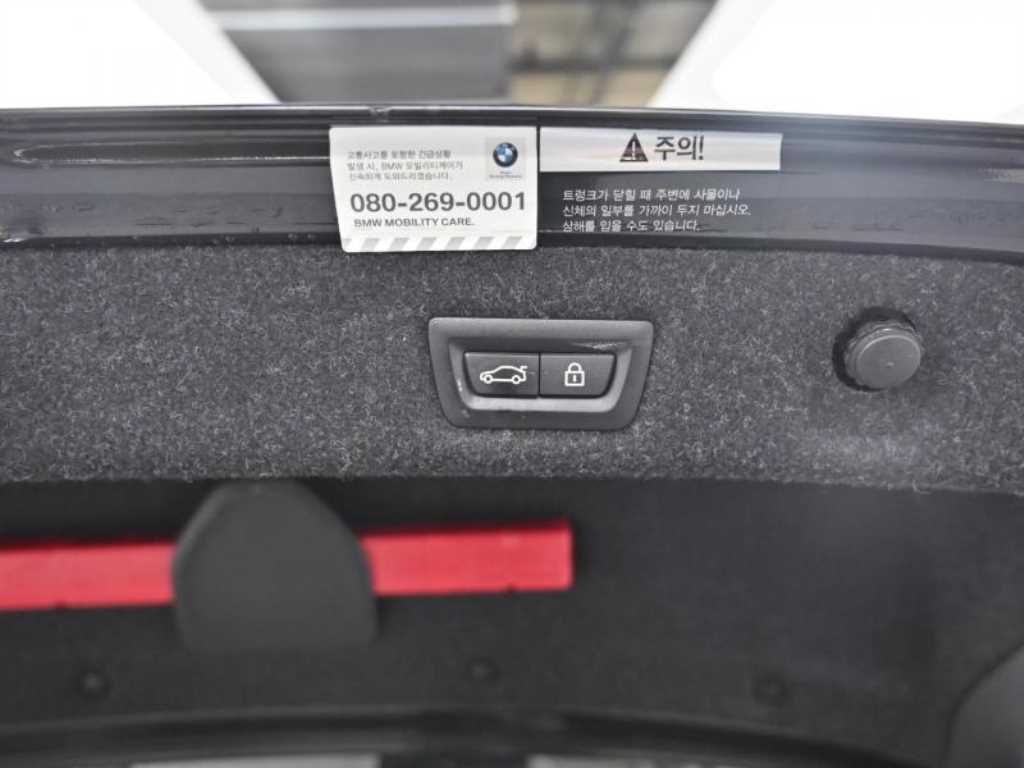 교통사고를 포함한 긴급상황
발생 시, BMW 모빌리티케어가
신속하게 도와드리겠습니다.
080-269-0001
BMW MOBILITY CARE.
주의!
트렁크가 닫힐 때 주변에 사물이나
신체의 일부를 가까이 두지 마십시오.
상해를 입을 수도 있습니다.